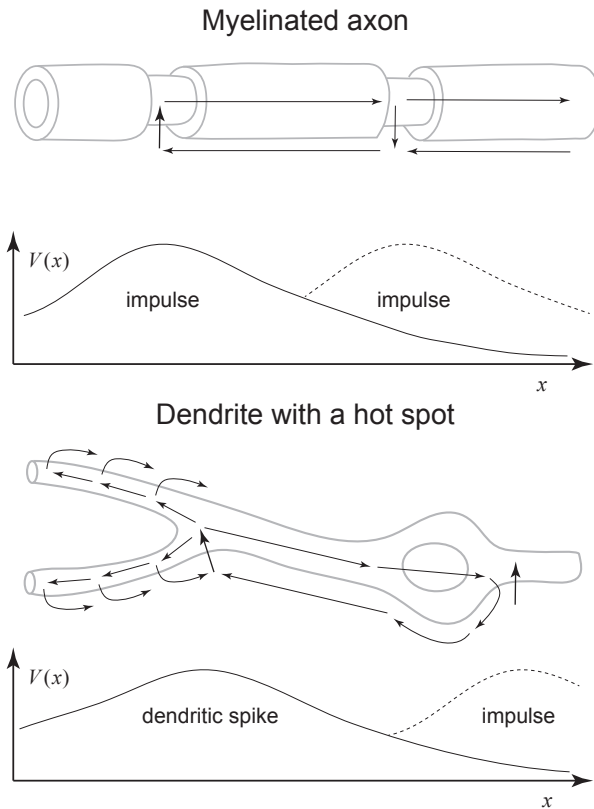 Myelinated axon
V(x)
impulse
impulse
x
Dendrite with a hot spot
V(x)
dendritic spike
impulse
x